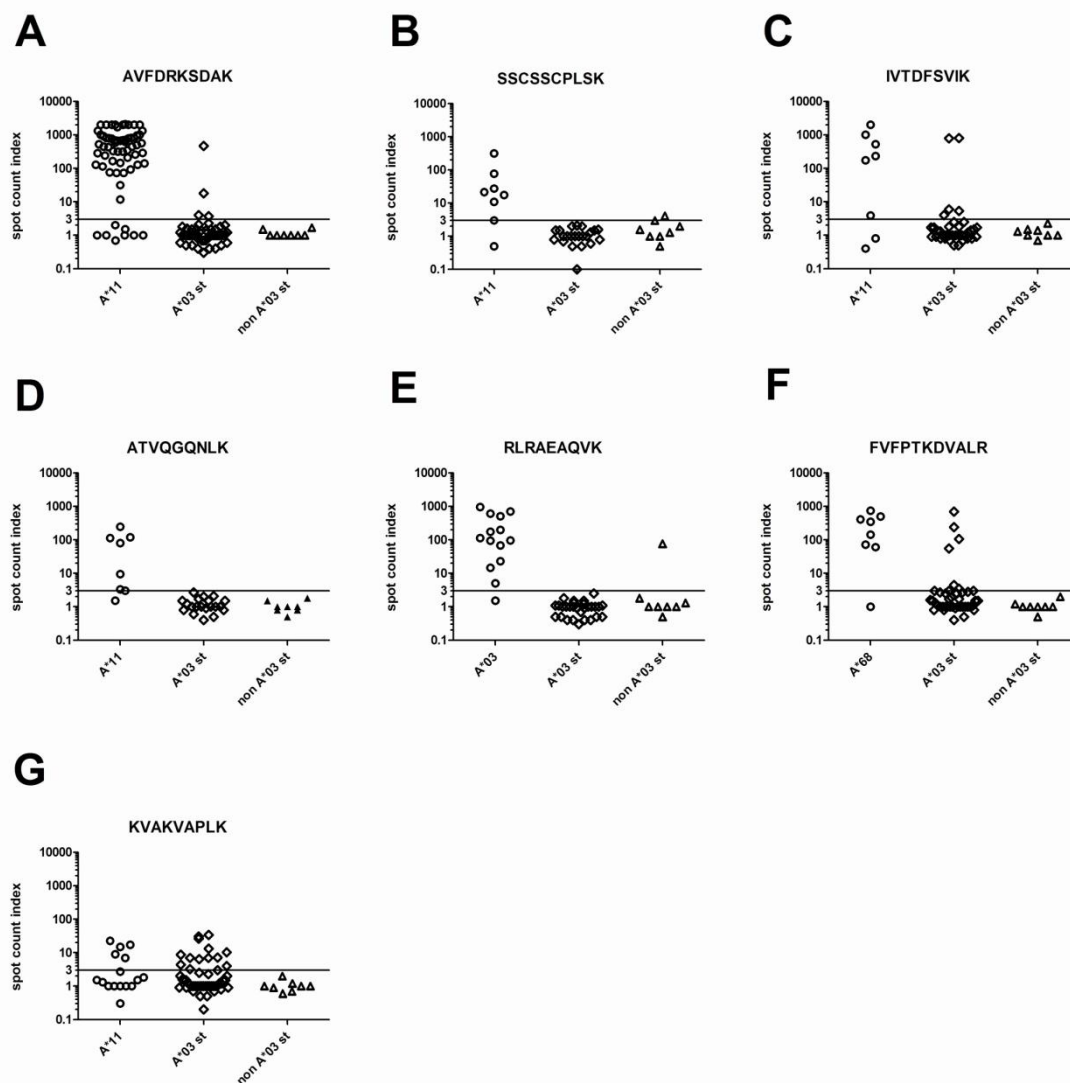 A
B
C
AVFDRKSDAK
SSCSSCPLSK
IVTDFSVIK
spot count index
10000
1000
100
10
3
1
0.1
A*11
A*03 st
non A*03 st
spot count index
10000
1000
100
10
3
1
0.1
A*11
A*03 st
non A*03 st
spot count index
10000
1000
100
10
3
1
0.1
A*11
A*03 st
non A*03 st
D
E
F
ATVQGQNLK
RLRAEAQVK
FVFPTKDVALR
spot count index
10000
1000
100
10
3
1
0.1
A*11
A*03 st
non A*03 st
spot count index
10000
1000
100
10
3
1
0.1
A*03
A*03 st
non A*03 st
spot count index
10000
1000
100
10
3
1
0.1
A*68
A*03 st
non A*03 st
G
KVAKVAPLK
spot count index
10000
1000
100
10
3
1
0.1
A*11
A*03 st
non A*03 st